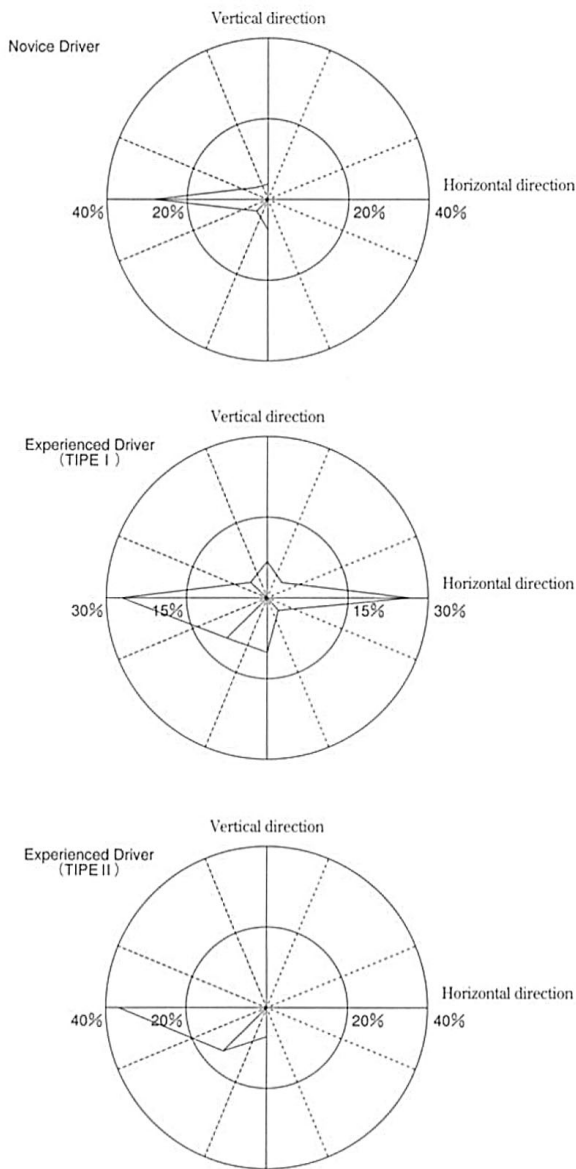 Vertical direction
Novice Driver
Horizontal direction
40%
20%
20%
40%
Vertical direction
Experienced Driver
(TIPE I)
Horizontal direction
30%
15%
15%
30%
Vertical direction
Experienced Driver
(TIPE II)
Horizontal direction
40%
20%
20%
40%